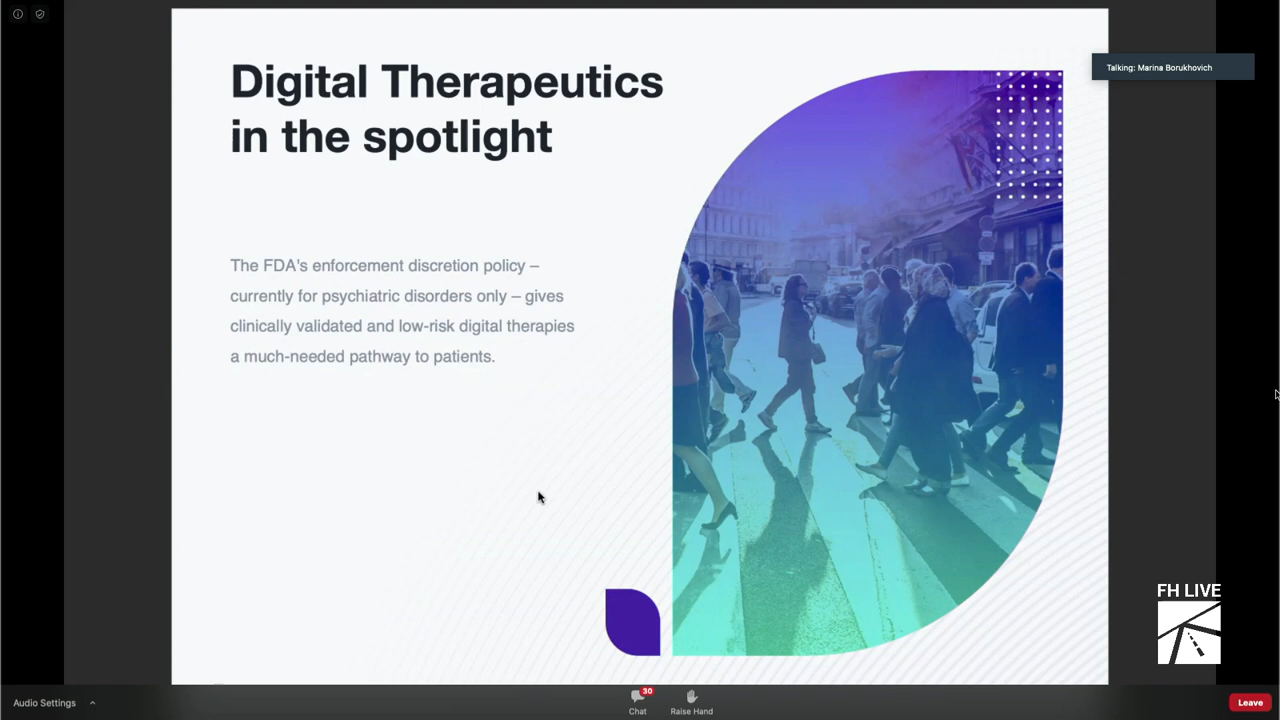 Digital Therapeutics
in the spotlight
Talking: Marina Borukhovich
The FDA's enforcement discretion policy –
currently for psychiatric disorders only – gives
clinically validated and low-risk digital therapies
a much-needed pathway to patients.
FH LIVE
Audio Settings
30
Chat
Raise Hand
Leave